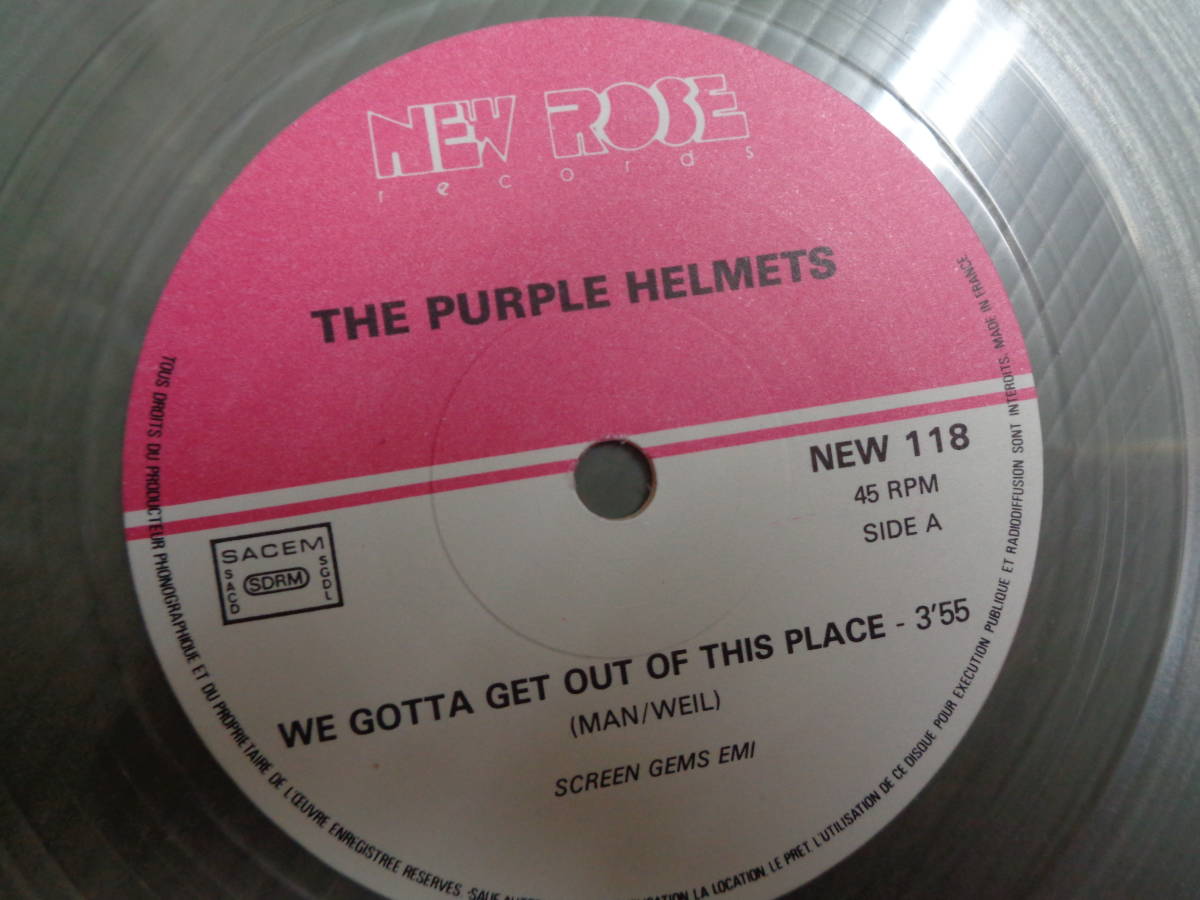 NEW ROSE
records
THE PURPLE HELMETS
NEW 118
45 RPM
SIDE A
SACEM
SACD
SDRM
SGDL
WE GOTTA GET OUT OF THIS PLACE - 3'55
(MAN/WEIL)
SCREEN GEMS EMI
TOUS DROITS DU PRODUCTEUR PHONOGRAPHIQUE ET DU PROPRIETAIRE DE L'ŒUVRE ENREGISTREE RESERVES - SAUF
LA LOCATION, LE PRET, L'UTILISATION DE CE DISQUE POUR EXECUTION PUBLIQUE ET RADIODIFFUSION SONT INTERDITS. MADE IN FRANCE